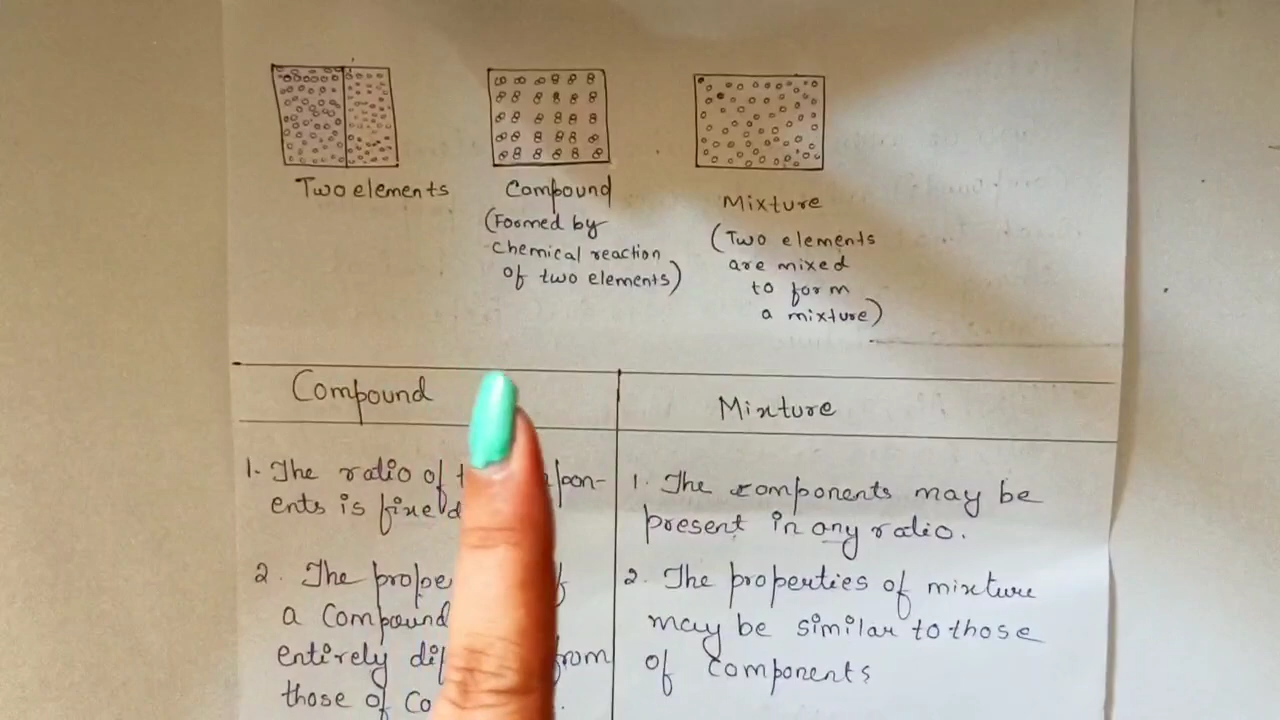 Two elements
Compound
(Formed by
chemical reaction
of two elements)
Mixture
(Two elements
are mixed
to form
a mixture)
Compound
Mixture
1. The ratio of
ents is fixed
2. The
a Compound
entirely from
those of
1. The components may be
present in any ratio.
2. The properties of mixture
may be similar to those
of components